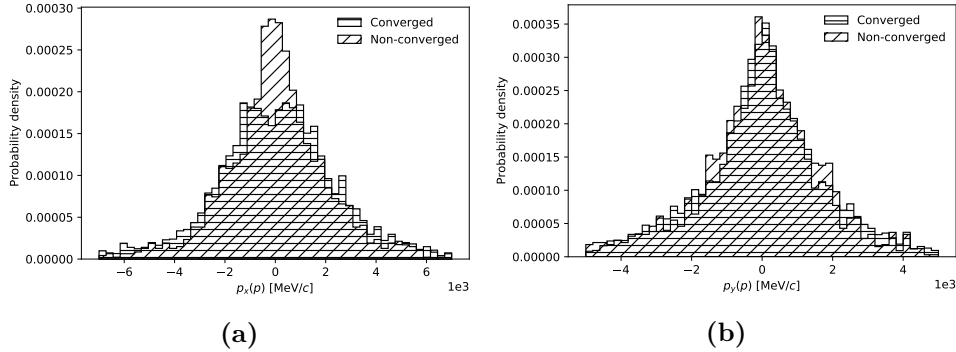 0.00030
0.00025
0.00020
0.00015
0.00010
0.00005
0.00000
Probability density
Converged
Non-converged
−6 −4 −2 0 2 4 6
1e3
px(p) [MeV/c]
(a)
0.00035
0.00030
0.00025
0.00020
0.00015
0.00010
0.00005
0.00000
Probability density
Converged
Non-converged
−4 −2 0 2 4
1e3
py(p) [MeV/c]
(b)